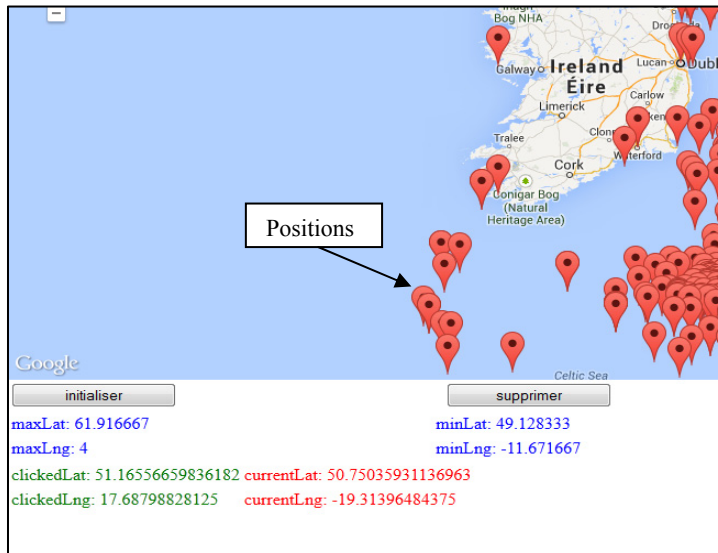 Bog NHA
Galway
Ireland
Éire
Lucan
Dubl
Carlow
Limerick
Tralee
Waterford
Cork
Conigar Bog
(Natural
Heritage Area)
Positions
Google
Celtic Sea
initialiser
supprimer
maxLat: 61.916667
minLat: 49.128333
maxLng: 4
minLng: -11.671667
clickedLat: 51.16556659836182 currentLat: 50.75035931136963
clickedLng: 17.68798828125 currentLng: -19.31396484375